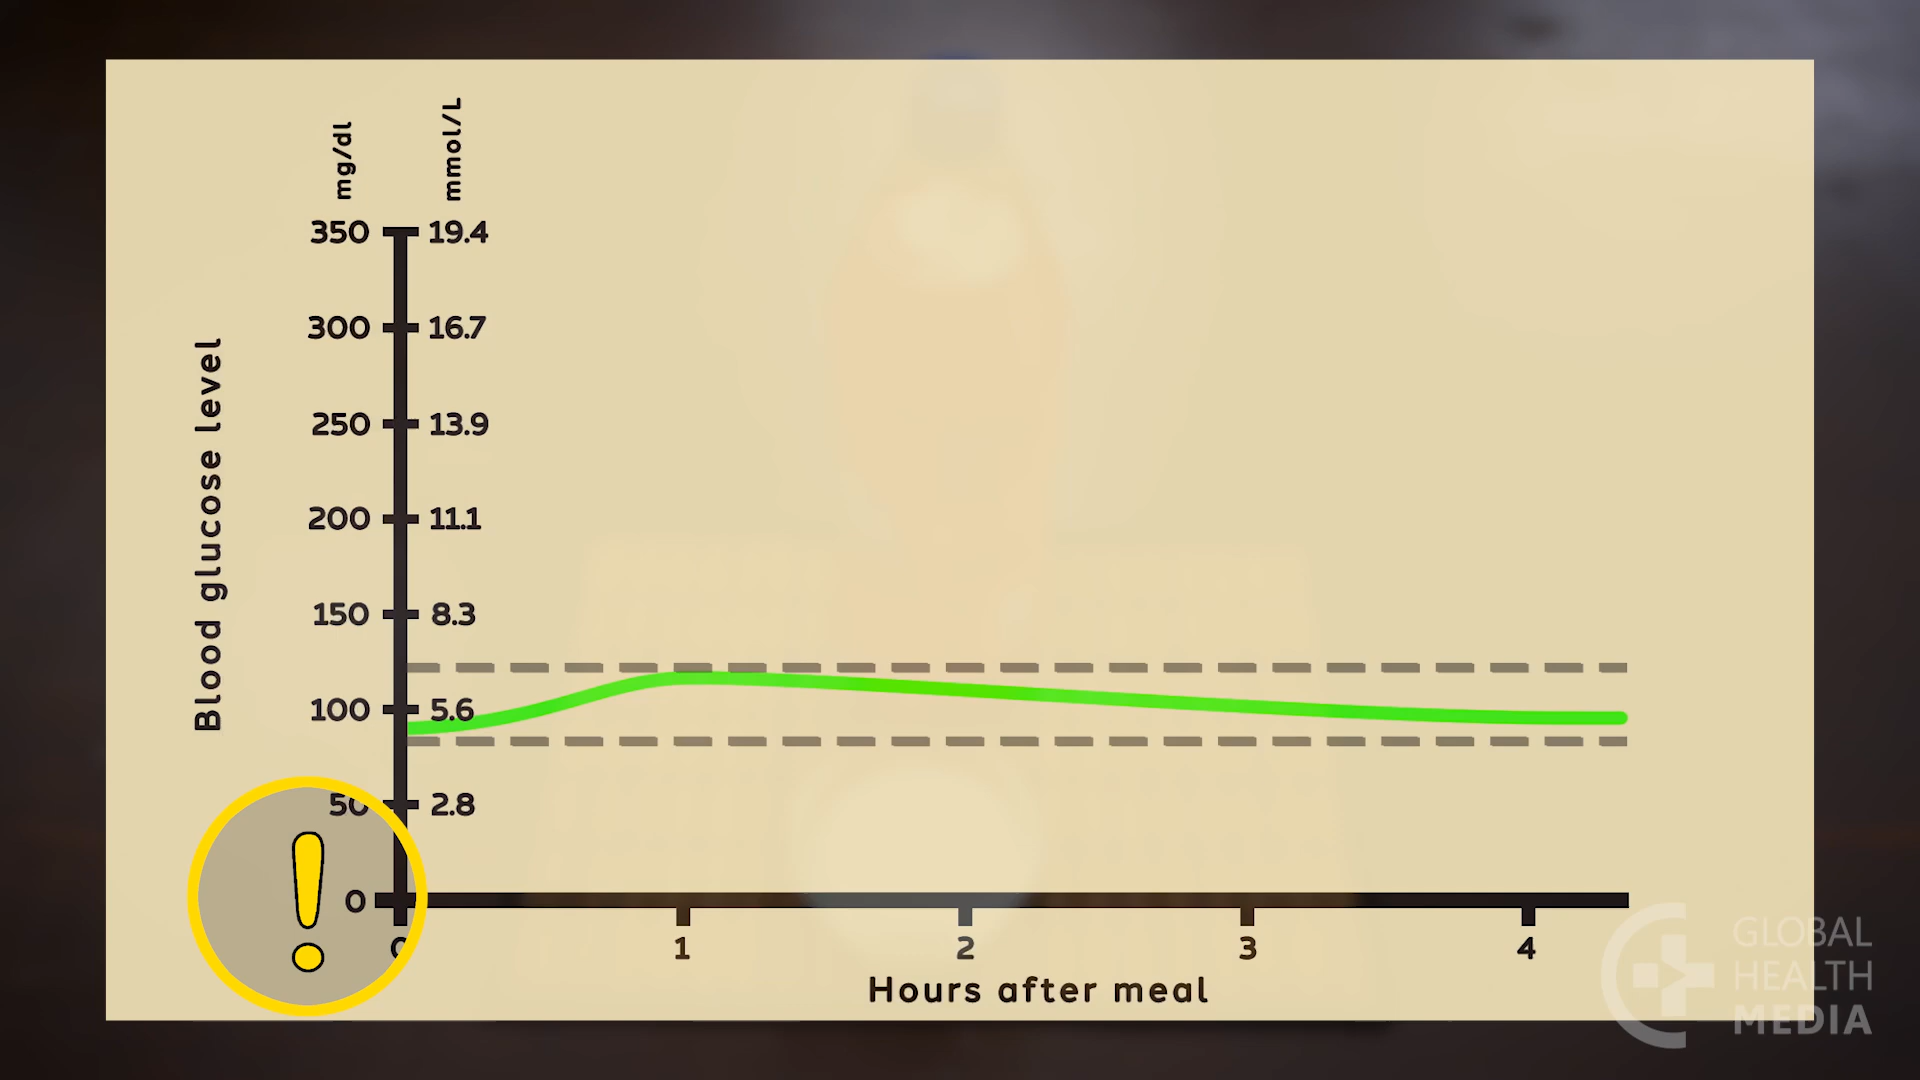 mg/dl
mmol/L
350 19.4
300 16.7
250 13.9
200 11.1
150 8.3
100 5.6
50 2.8
0
Blood glucose level
0 1 2 3 4
Hours after meal
GLOBAL
HEALTH
MEDIA